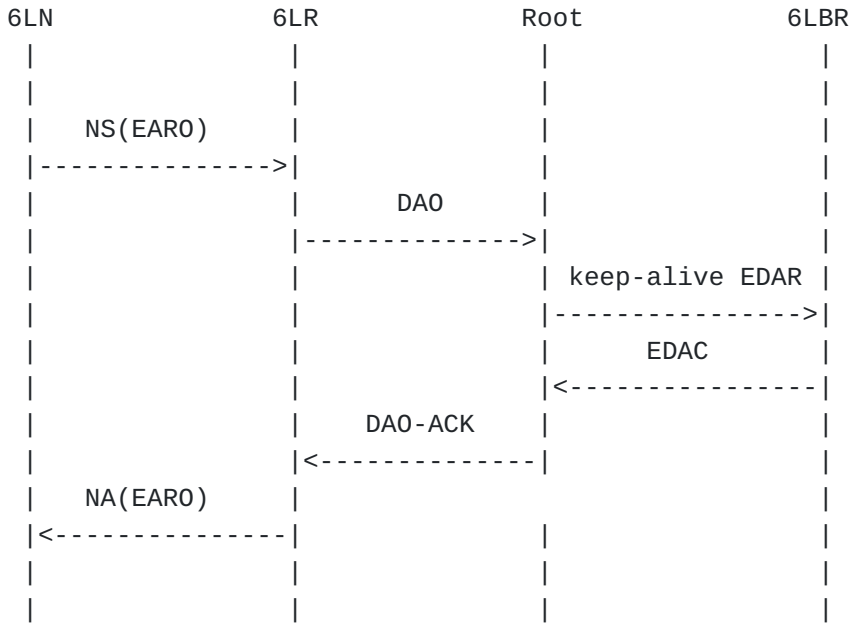 6LN 6LR Root 6LBR
NS(EARO)
DAO
keep-alive EDAR
EDAC
DAO-ACK
NA(EARO)